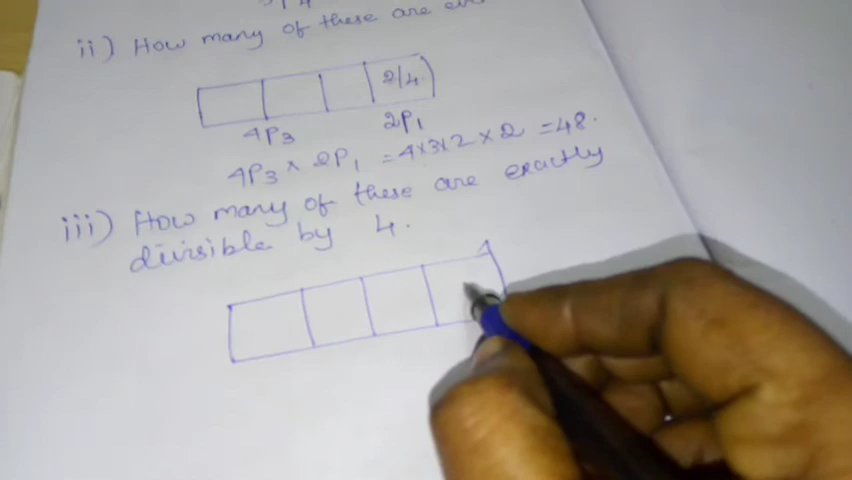 ii) How many of these are
2/4
4P3 2P1
4P3 × 2P1 = 4×3×2 × 2 = 48.
iii) How many of these are exactly
divisible by 4.